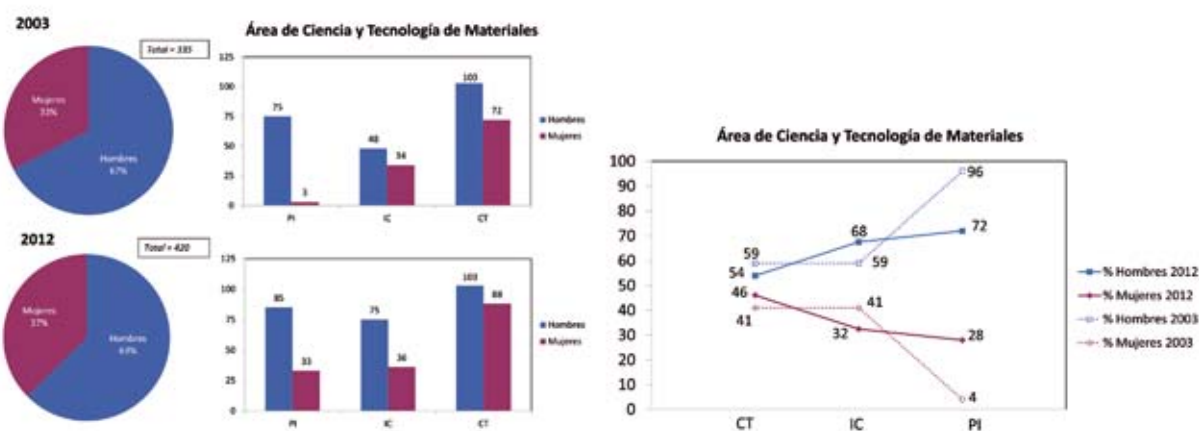 2003
Total = 335
Mujeres
33%
Hombres
67%
Área de Ciencia y Tecnología de Materiales
125
100
75
50
25
0
75
3
48
34
103
72
PI
IC
CT
Hombres
Mujeres
2012
Total = 420
Mujeres
37%
Hombres
63%
125
100
75
50
25
0
85
33
75
36
103
88
PI
IC
CT
Hombres
Mujeres
Área de Ciencia y Tecnología de Materiales
100
90
80
70
60
50
40
30
20
10
0
59
54
46
41
68
59
41
32
96
72
28
4
CT
IC
PI
% Hombres 2012
% Mujeres 2012
% Hombres 2003
% Mujeres 2003